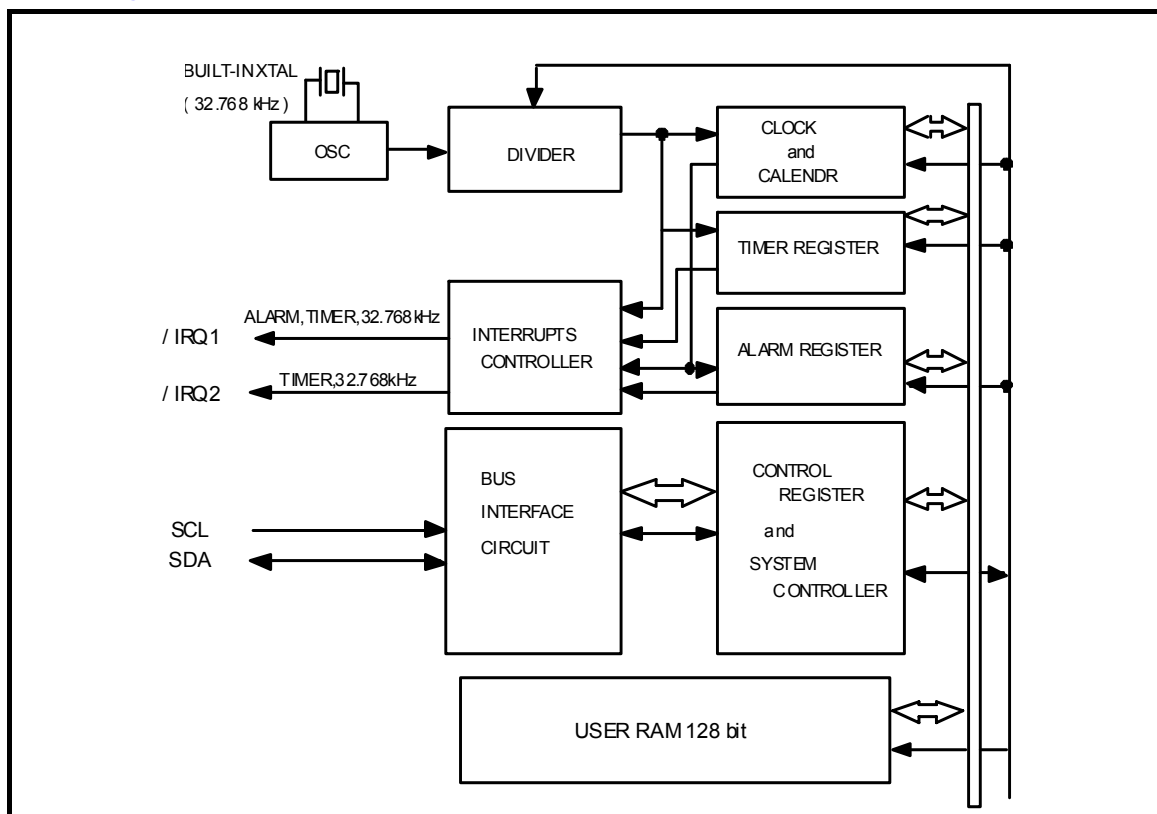 BUILT-INXTAL
( 32.768 kHz )
OSC
DIVIDER
CLOCK
and
CALENDR
TIMER REGISTER
ALARM REGISTER
INTERRUPTS
CONTROLLER
/ IRQ1
ALARM,TIMER,32.768kHz
/ IRQ2
TIMER,32.768kHz
SCL
SDA
BUS
INTERFACE
CIRCUIT
CONTROL
REGISTER
and
SYSTEM
CONTROLLER
USER RAM 128 bit